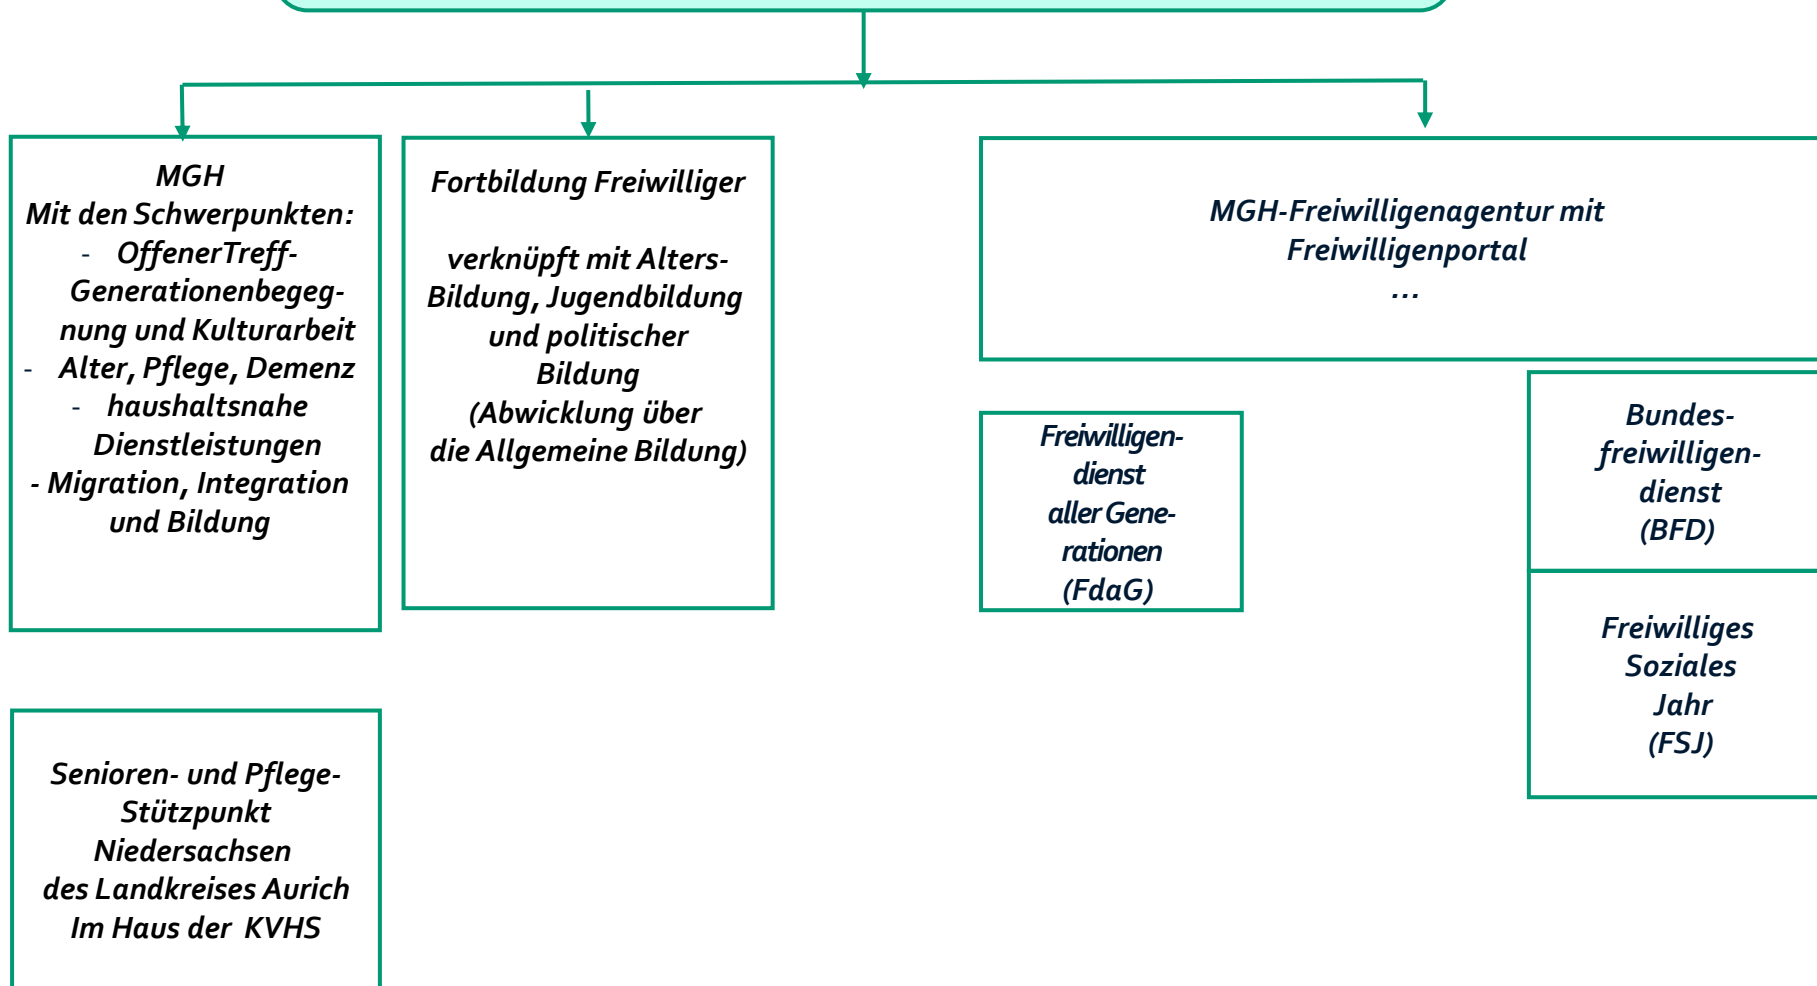 MGH
Mit den Schwerpunkten:
- OffenerTreff-
Generationenbegeg-
nung und Kulturarbeit
- Alter, Pflege, Demenz
- haushaltsnahe
Dienstleistungen
- Migration, Integration
und Bildung
Fortbildung Freiwilliger
verknüpft mit Alters-
Bildung, Jugendbildung
und politischer
Bildung
(Abwicklung über
die Allgemeine Bildung)
MGH-Freiwilligenagentur mit
Freiwilligenportal
...
Freiwilligen-
dienst
aller Gene-
rationen
(FdaG)
Bundes-
freiwilligen-
dienst
(BFD)
Freiwilliges
Soziales
Jahr
(FSJ)
Senioren- und Pflege-
Stützpunkt
Niedersachsen
des Landkreises Aurich
Im Haus der KVHS